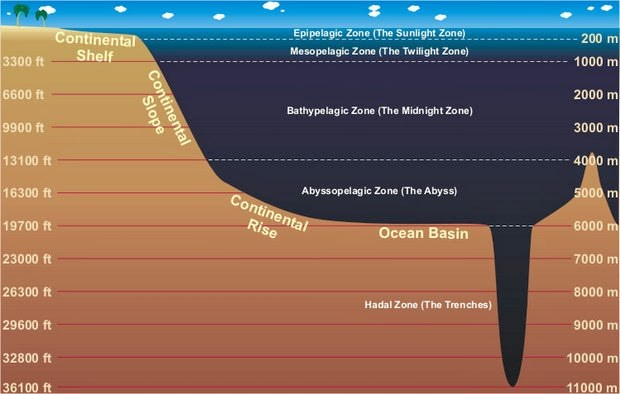 Epipelagic Zone (The Sunlight Zone)
200 m
Continental
Shelf
Mesopelagic Zone (The Twilight Zone)
3300 ft
1000 m
6600 ft
2000 m
Continental
Slope
Bathypelagic Zone (The Midnight Zone)
9900 ft
3000 m
13100 ft
4000 m
16300 ft
Abyssopelagic Zone (The Abyss)
5000 m
Continental
Rise
19700 ft
Ocean Basin
6000 m
23000 ft
7000 m
26300 ft
8000 m
Hadal Zone (The Trenches)
29600 ft
9000 m
32800 ft
10000 m
36100 ft
11000 m